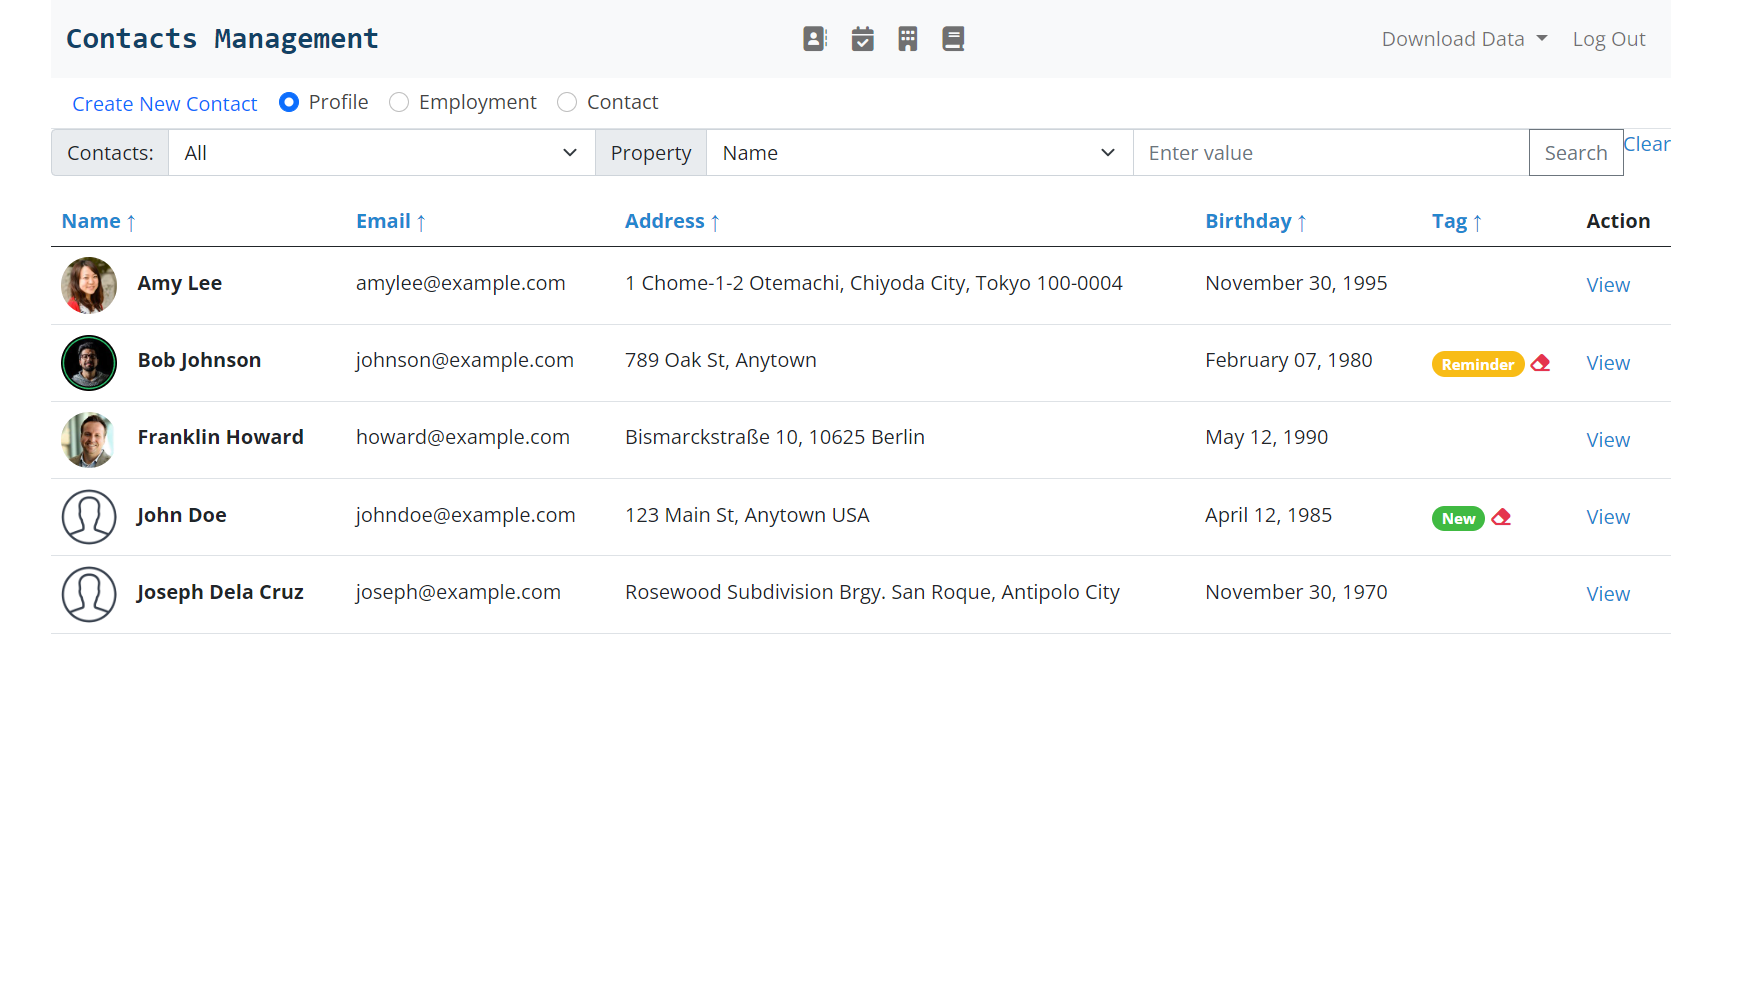 Contacts Management Download Data Log Out
Create New Contact Profile Employment Contact
Contacts: All Property Name Enter value Search Clear
Name ↑ Email ↑ Address ↑ Birthday ↑ Tag ↑ Action
Amy Lee amylee@example.com 1 Chome-1-2 Otemachi, Chiyoda City, Tokyo 100-0004 November 30, 1995 View
Bob Johnson johnson@example.com 789 Oak St, Anytown February 07, 1980 Reminder View
Franklin Howard howard@example.com Bismarckstraße 10, 10625 Berlin May 12, 1990 View
John Doe johndoe@example.com 123 Main St, Anytown USA April 12, 1985 New View
Joseph Dela Cruz joseph@example.com Rosewood Subdivision Brgy. San Roque, Antipolo City November 30, 1970 View